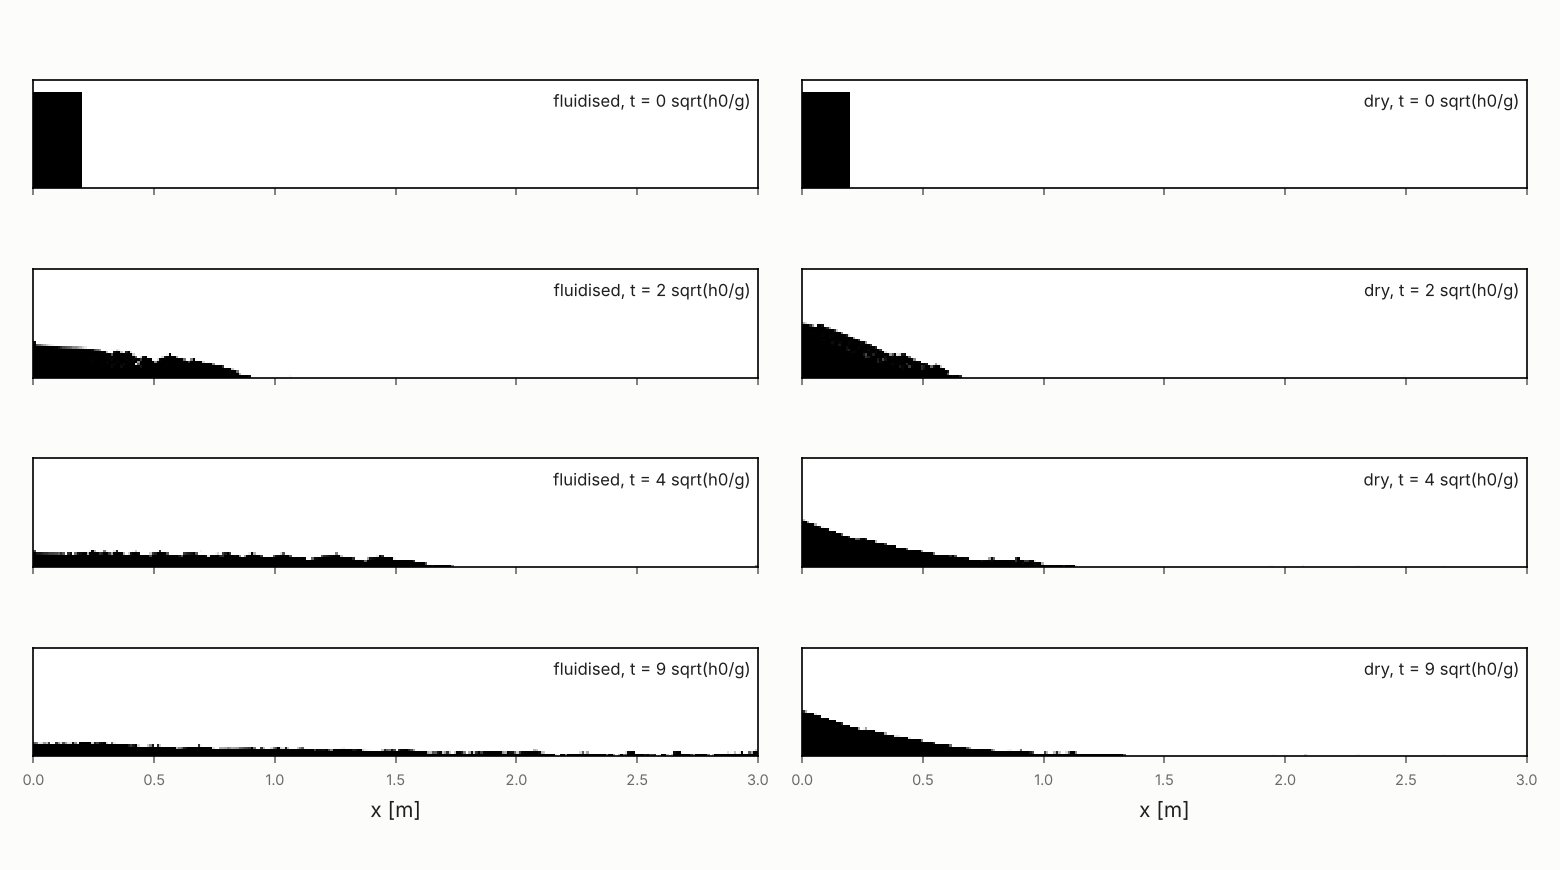 fluidised, t = 0 sqrt(h0/g)
dry, t = 0 sqrt(h0/g)
fluidised, t = 2 sqrt(h0/g)
dry, t = 2 sqrt(h0/g)
fluidised, t = 4 sqrt(h0/g)
dry, t = 4 sqrt(h0/g)
fluidised, t = 9 sqrt(h0/g)
dry, t = 9 sqrt(h0/g)
0.0 0.5 1.0 1.5 2.0 2.5 3.0
0.0 0.5 1.0 1.5 2.0 2.5 3.0
x [m]
x [m]